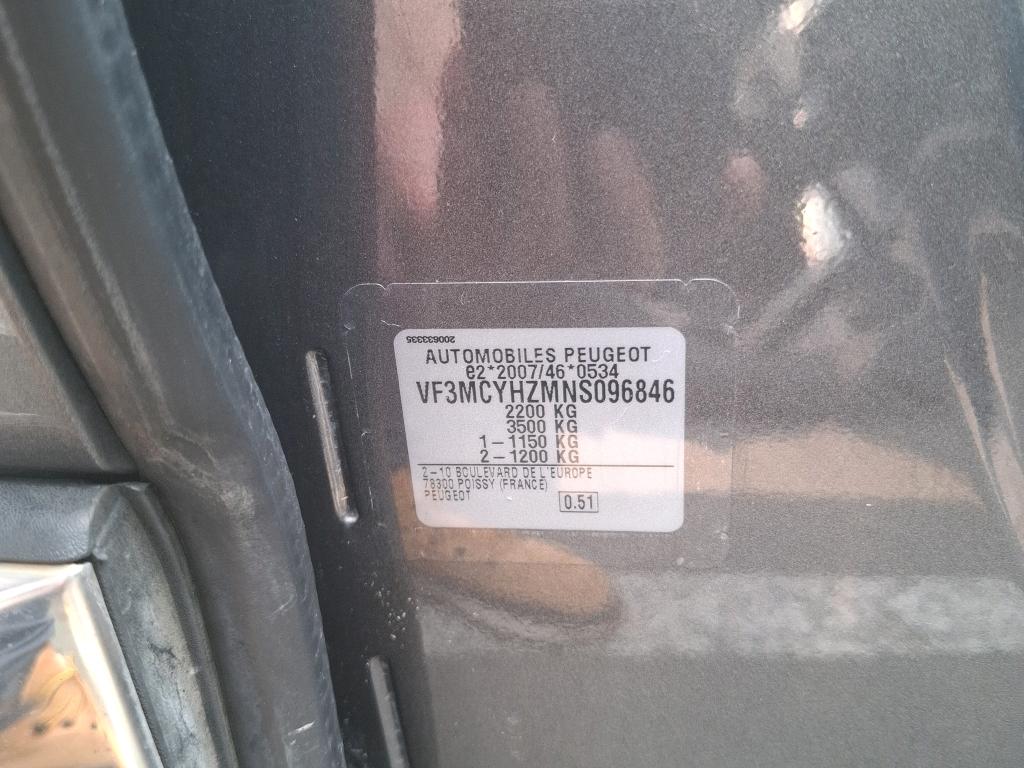 200633335
AUTOMOBILES PEUGEOT
e2*2007/46*0534
VF3MCYHZMNS096846
2200 KG
3500 KG
1-1150 KG
2-1200 KG
2-10 BOULEVARD DE L'EUROPE
78300 POISSY (FRANCE)
PEUGEOT
0.51